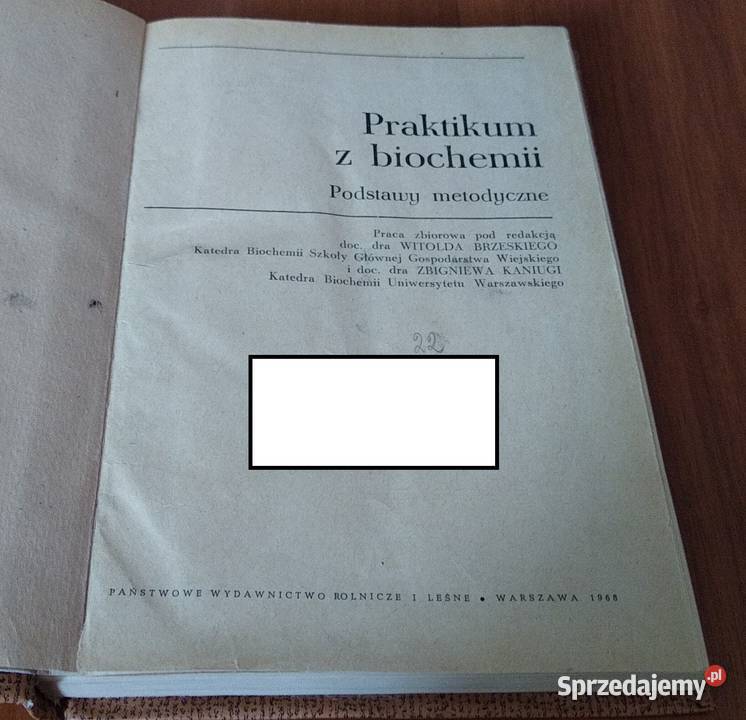 Praktikum
z biochemii
Podstawy metodyczne
Praca zbiorowa pod redakcją
doc. dra WITOLDA BRZESKIEGO
Katedra Biochemii Szkoły Głównej Gospodarstwa Wiejskiego
i doc. dra ZBIGNIEWA KANIUGI
Katedra Biochemii Uniwersytetu Warszawskiego
22
PAŃSTWOWE WYDAWNICTWO ROLNICZE I LEŚNE • WARSZAWA 1968
Sprzedajemy.pl